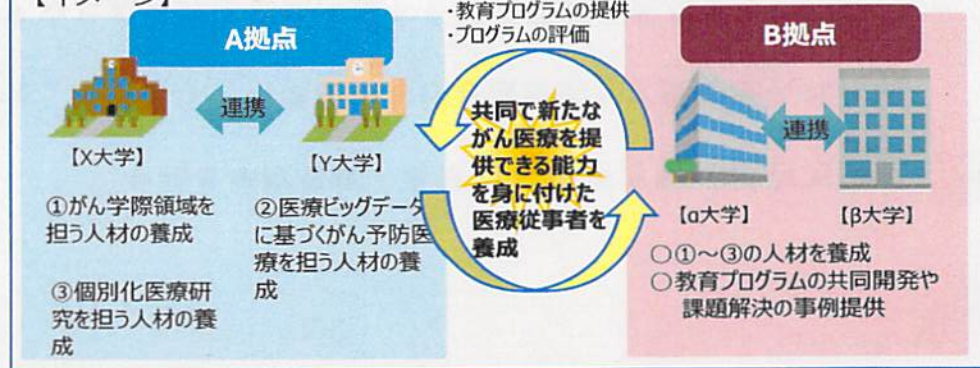 【イメージ】
・教育プログラムの提供
・プログラムの評価
A拠点
連携
【X大学】
【Y大学】
①がん学際領域を
担う人材の養成
②医療ビッグデータ
に基づくがん予防医
療を担う人材の養
成
③個別化医療研
究を担う人材の養
成
共同で新たな
がん医療を提
供できる能力
を身に付けた
医療従事者を
養成
B拠点
連携
【α大学】
【β大学】
○①～③の人材を養成
○教育プログラムの共同開発や
課題解決の事例提供